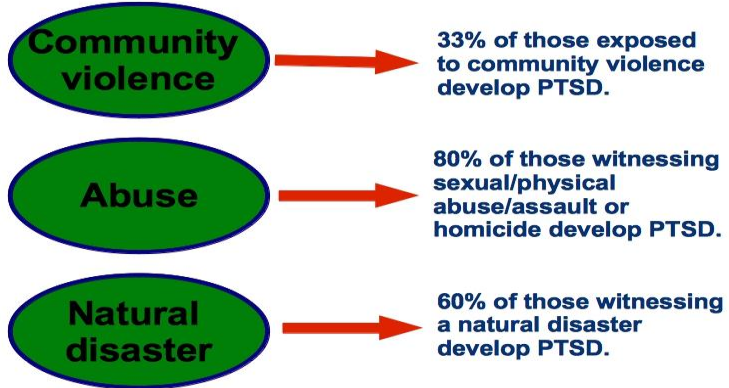 Community
violence
33% of those exposed
to community violence
develop PTSD.
Abuse
80% of those witnessing
sexual/physical
abuse/assault or
homicide develop PTSD.
Natural
disaster
60% of those witnessing
a natural disaster
develop PTSD.